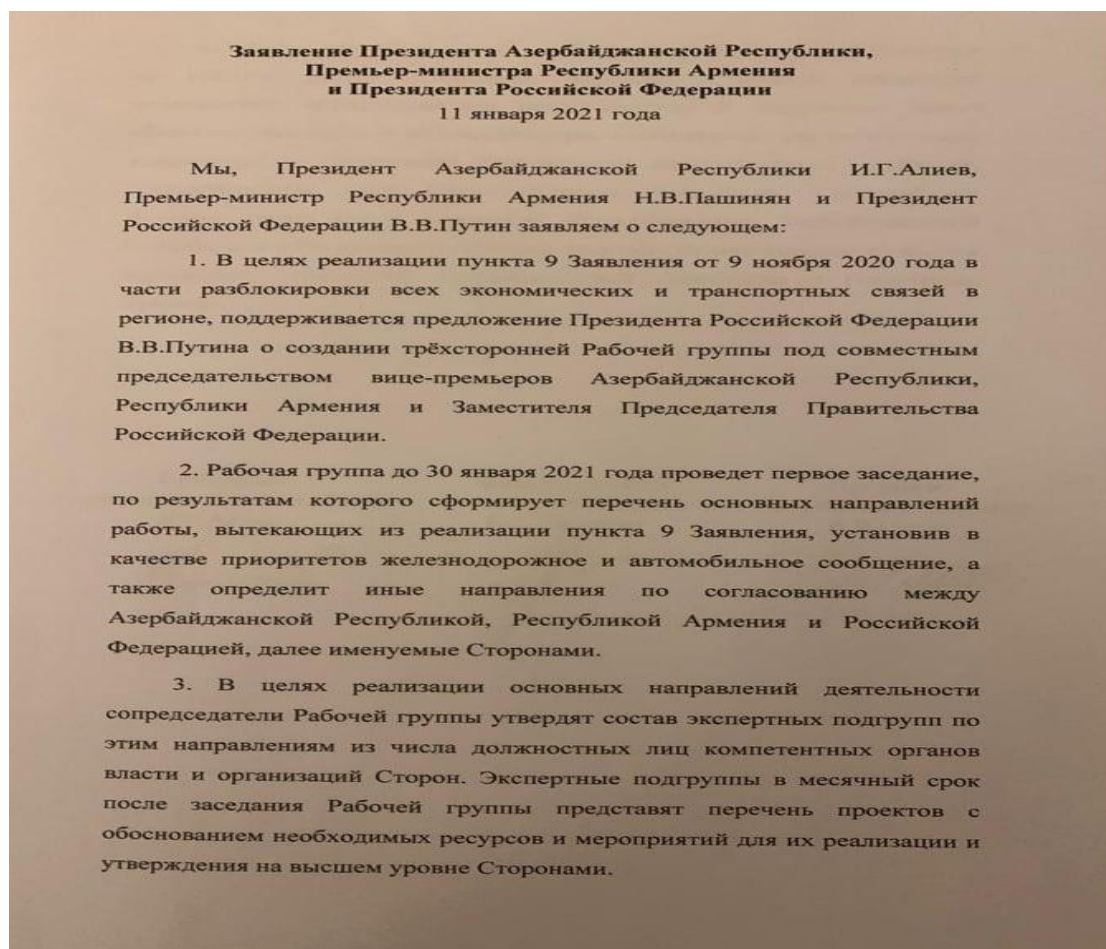 Заявление Президента Азербайджанской Республики,
Премьер-министра Республики Армения
и Президента Российской Федерации
11 января 2021 года
Мы, Президент Азербайджанской Республики И.Г.Алиев,
Премьер-министр Республики Армения Н.В.Пашинян и Президент
Российской Федерации В.В.Путин заявляем о следующем:
1. В целях реализации пункта 9 Заявления от 9 ноября 2020 года в
части разблокировки всех экономических и транспортных связей в
регионе, поддерживается предложение Президента Российской Федерации
В.В.Путина о создании трёхсторонней Рабочей группы под совместным
председательством вице-премьеров Азербайджанской Республики,
Республики Армения и Заместителя Председателя Правительства
Российской Федерации.
2. Рабочая группа до 30 января 2021 года проведет первое заседание,
по результатам которого сформирует перечень основных направлений
работы, вытекающих из реализации пункта 9 Заявления, установив в
качестве приоритетов железнодорожное и автомобильное сообщение, а
также определит иные направления по согласованию между
Азербайджанской Республикой, Республикой Армения и Российской
Федерацией, далее именуемые Сторонами.
3. В целях реализации основных направлений деятельности
сопредседатели Рабочей группы утвердят состав экспертных подгрупп по
этим направлениям из числа должностных лиц компетентных органов
власти и организаций Сторон. Экспертные подгруппы в месячный срок
после заседания Рабочей группы представят перечень проектов с
обоснованием необходимых ресурсов и мероприятий для их реализации и
утверждения на высшем уровне Сторонами.